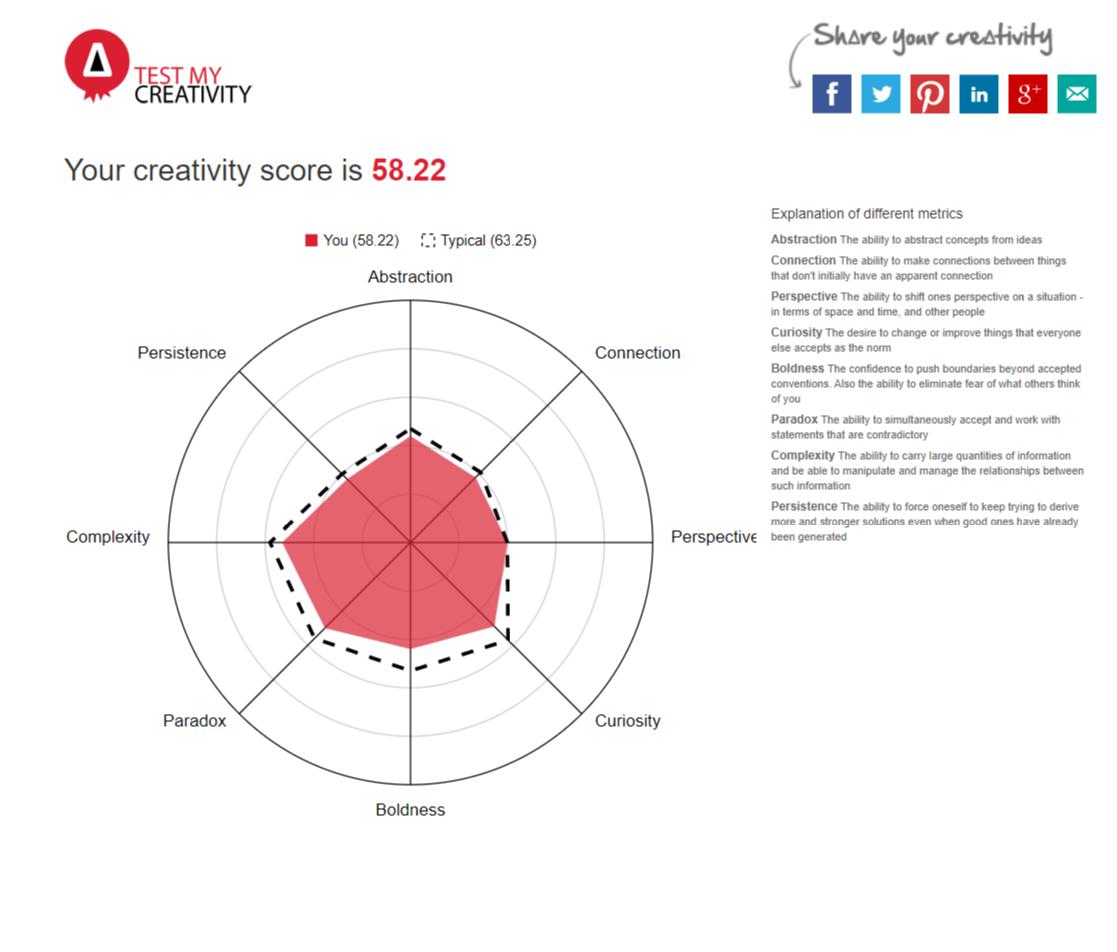 TEST MY
CREATIVITY
Share your creativity
f
in
g+
Your creativity score is 58.22
You (58.22) Typical (63.25)
Abstraction
Persistence
Connection
Complexity
Perspective
Paradox
Curiosity
Boldness
Explanation of different metrics
Abstraction The ability to abstract concepts from ideas
Connection The ability to make connections between things
that don't initially have an apparent connection
Perspective The ability to shift ones perspective on a situation -
in terms of space and time, and other people
Curiosity The desire to change or improve things that everyone
else accepts as the norm
Boldness The confidence to push boundaries beyond accepted
conventions. Also the ability to eliminate fear of what others think
of you
Paradox The ability to simultaneously accept and work with
statements that are contradictory
Complexity The ability to carry large quantities of information
and be able to manipulate and manage the relationships between
such information
Persistence The ability to force oneself to keep trying to derive
more and stronger solutions even when good ones have already
been generated